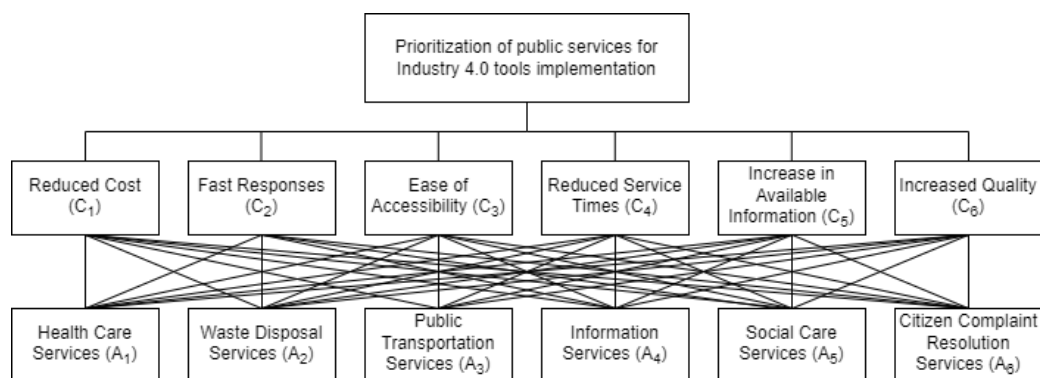 Prioritization of public services for
Industry 4.0 tools implementation
Reduced Cost
(C₁)
Fast Responses
(C₂)
Ease of
Accessibility (C₃)
Reduced Service
Times (C₄)
Increase in
Available
Information (C₅)
Increased Quality
(C₆)
Health Care
Services (A₁)
Waste Disposal
Services (A₂)
Public
Transportation
Services (A₃)
Information
Services (A₄)
Social Care
Services (A₅)
Citizen Complaint
Resolution
Services (A₆)